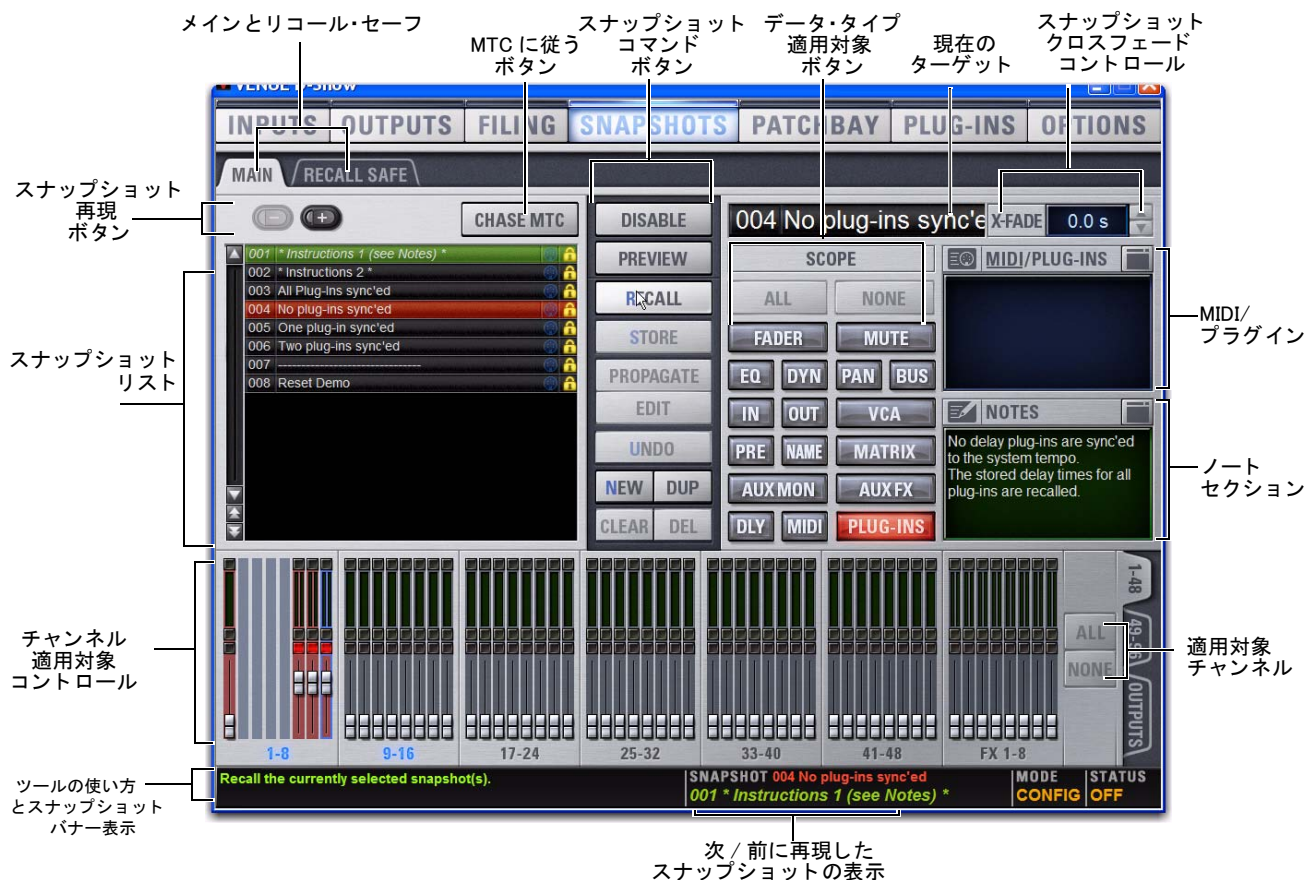 メインとリコール・セーフ
MTC に従う
ボタン
スナップショット
コマンド
ボタン
データ・タイプ
適用対象
ボタン
現在の
ターゲット
スナップショット
クロスフェード
コントロール
VENUE D-Show
INPUTS OUTPUTS FILING SNAPSHOTS PATCHBAY PLUG-INS OPTIONS
MAIN RECALL SAFE
スナップショット
再現
ボタン
CHASE MTC
スナップショット
リスト
001 * Instructions 1 (see Notes) *
002 * Instructions 2 *
003 All Plug-Ins sync'ed
004 No plug-ins sync'ed
005 One plug-in sync'ed
006 Two plug-ins sync'ed
007 --------------------------------
008 Reset Demo
DISABLE
PREVIEW
RECALL
STORE
PROPAGATE
EDIT
UNDO
NEW DUP
CLEAR DEL
004 No plug-ins sync'e X-FADE 0.0 s
SCOPE
ALL NONE
FADER MUTE
EQ DYN PAN BUS
IN OUT VCA
PRE NAME MATRIX
AUX MON AUX FX
DLY MIDI PLUG-INS
MIDI/PLUG-INS
MIDI/
プラグイン
NOTES
No delay plug-ins are sync'ed
to the system tempo.
The stored delay times for all
plug-ins are recalled.
ノート
セクション
チャンネル
適用対象
コントロール
1-8 9-16 17-24 25-32 33-40 41-48 FX 1-8
ALL
NONE
1-48
49-96
OUTPUTS
適用対象
チャンネル
ツールの使い方
とスナップショット
バナー表示
Recall the currently selected snapshot(s).
SNAPSHOT 004 No plug-ins sync'ed
001 * Instructions 1 (see Notes) *
MODE STATUS
CONFIG OFF
次 / 前に再現した
スナップショットの表示